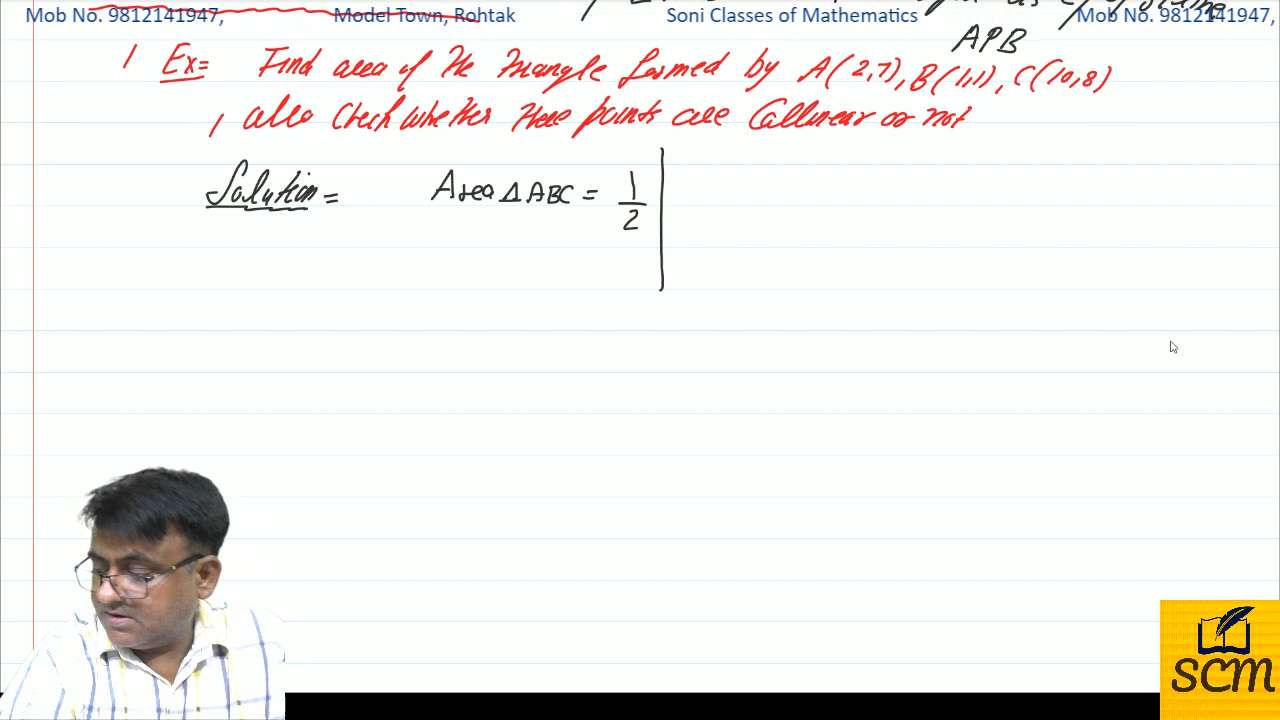 Mob No. 9812141947, Model Town, Rohtak Soni Classes of Mathematics Mob No. 9812141947,
APB
1 Ex= Find area of the triangle formed by A(2,7), B(1,1), C(10,8)
1 also check whether these points are Collinear or not
Solution = Area Δ ABC = 1/2 |
SCM